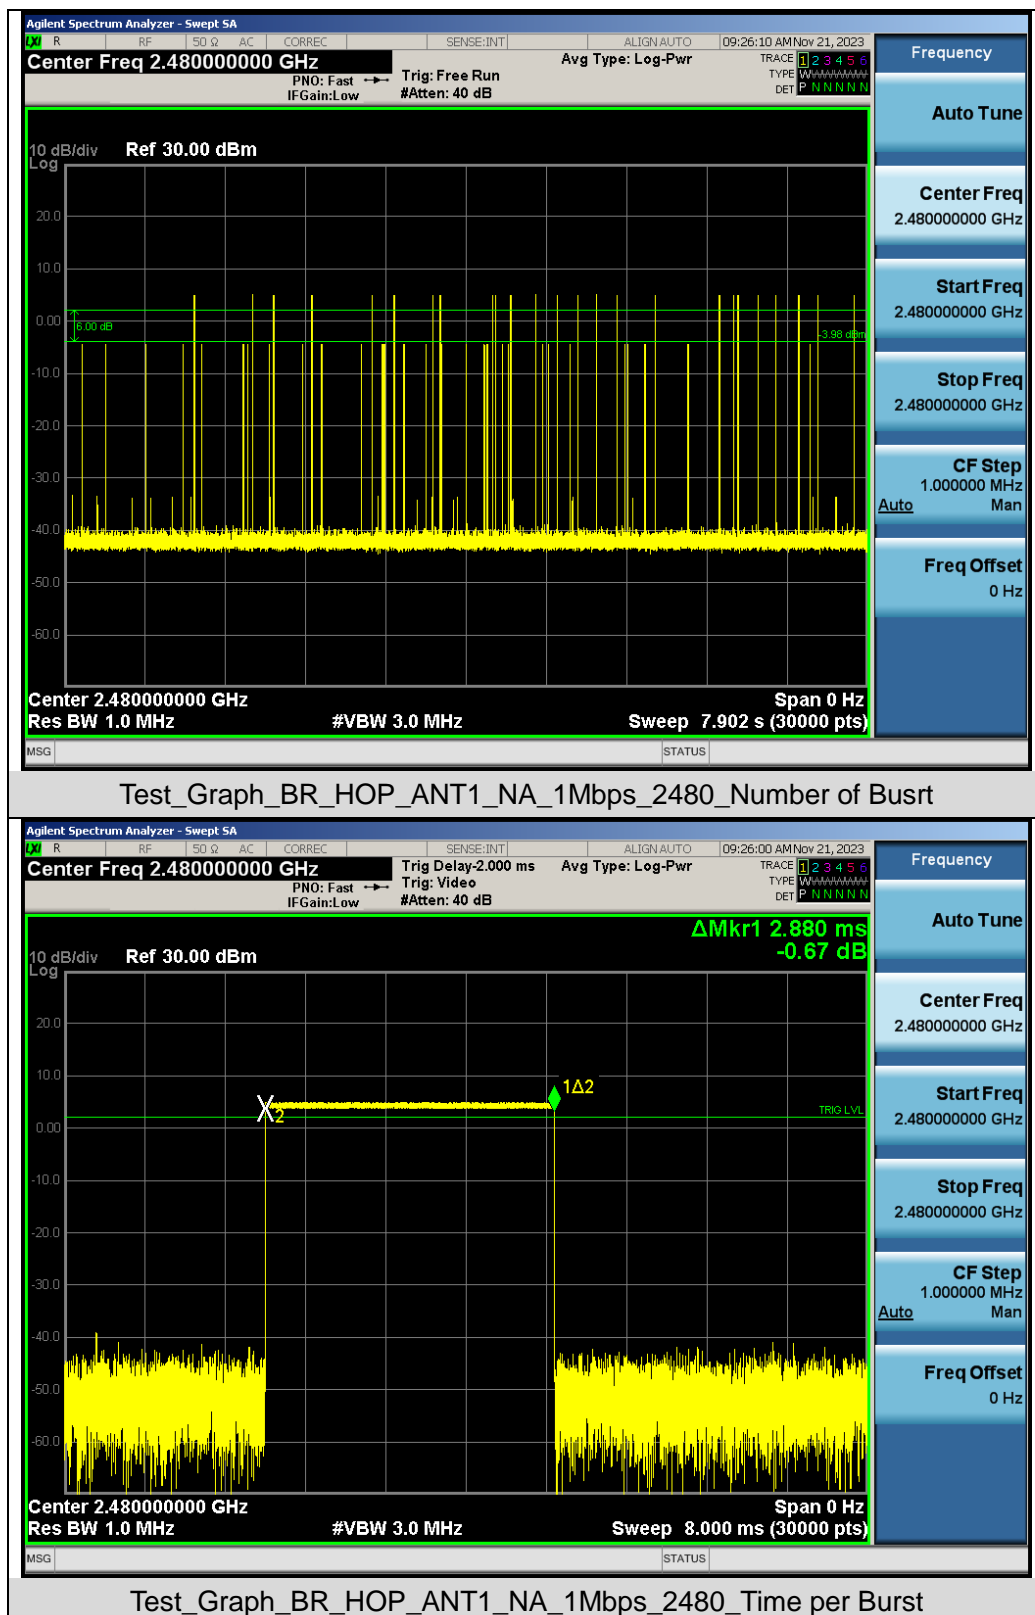 Agilent Spectrum Analyzer - Swept SA
LXI R RF 50 Ω AC CORREC SENSE:INT ALIGN AUTO 09:26:10 AM Nov 21, 2023
Center Freq 2.480000000 GHz
PNO: Fast
IFGain:Low
Trig: Free Run
#Atten: 40 dB
Avg Type: Log-Pwr
TRACE 1 2 3 4 5 6
TYPE W
DET P N N N N N
Frequency
Auto Tune
10 dB/div Ref 30.00 dBm
Log
20.0
10.0
0.00
-10.0
-20.0
-30.0
-40.0
-50.0
-60.0
6.00 dB
-3.98 dBm
Center Freq
2.480000000 GHz
Start Freq
2.480000000 GHz
Stop Freq
2.480000000 GHz
CF Step
1.000000 MHz
Auto Man
Freq Offset
0 Hz
Center 2.480000000 GHz Span 0 Hz
Res BW 1.0 MHz #VBW 3.0 MHz Sweep 7.902 s (30000 pts)
MSG STATUS
Test_Graph_BR_HOP_ANT1_NA_1Mbps_2480_Number of Busrt
Agilent Spectrum Analyzer - Swept SA
LXI R RF 50 Ω AC CORREC SENSE:INT ALIGN AUTO 09:26:00 AM Nov 21, 2023
Center Freq 2.480000000 GHz
PNO: Fast
IFGain:Low
Trig Delay-2.000 ms
Trig: Video
#Atten: 40 dB
Avg Type: Log-Pwr
TRACE 1 2 3 4 5 6
TYPE W
DET P N N N N N
Frequency
Auto Tune
ΔMkr1 2.880 ms
-0.67 dB
10 dB/div Ref 30.00 dBm
Log
20.0
10.0
0.00
-10.0
-20.0
-30.0
-40.0
-50.0
-60.0
2
1Δ2
TRIG LVL
Center Freq
2.480000000 GHz
Start Freq
2.480000000 GHz
Stop Freq
2.480000000 GHz
CF Step
1.000000 MHz
Auto Man
Freq Offset
0 Hz
Center 2.480000000 GHz Span 0 Hz
Res BW 1.0 MHz #VBW 3.0 MHz Sweep 8.000 ms (30000 pts)
MSG STATUS
Test_Graph_BR_HOP_ANT1_NA_1Mbps_2480_Time per Burst